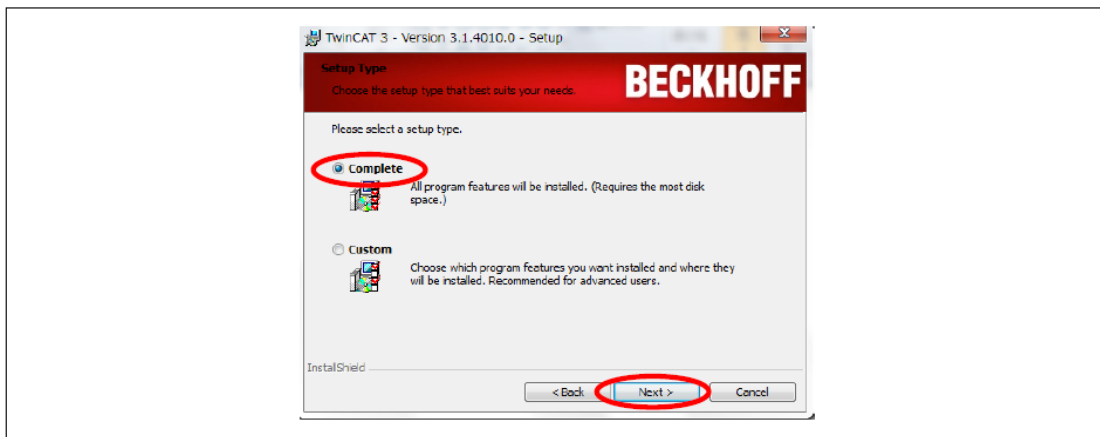 TwinCAT 3 - Version 3.1.4010.0 - Setup
Setup Type
Choose the setup type that best suits your needs.
BECKHOFF
Please select a setup type.
Complete
All program features will be installed. (Requires the most disk
space.)
Custom
Choose which program features you want installed and where they
will be installed. Recommended for advanced users.
InstallShield
< Back
Next >
Cancel